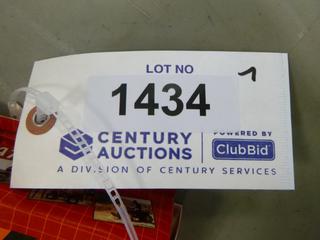 LOT NO
1434
CENTURY
AUCTIONS
POWERED BY
ClubBid
A DIVISION OF CENTURY SERVICES